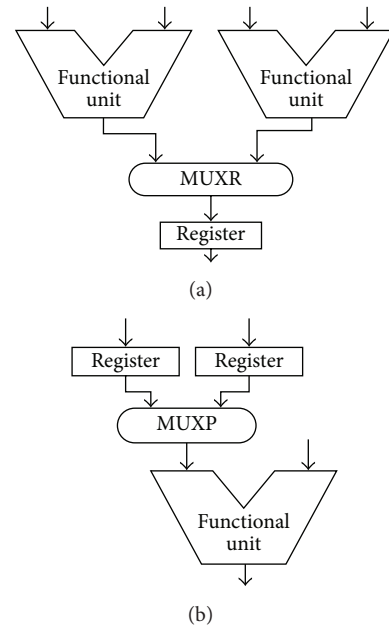 Functional
unit
Functional
unit
MUXR
Register
(a)
Register
Register
MUXP
Functional
unit
(b)